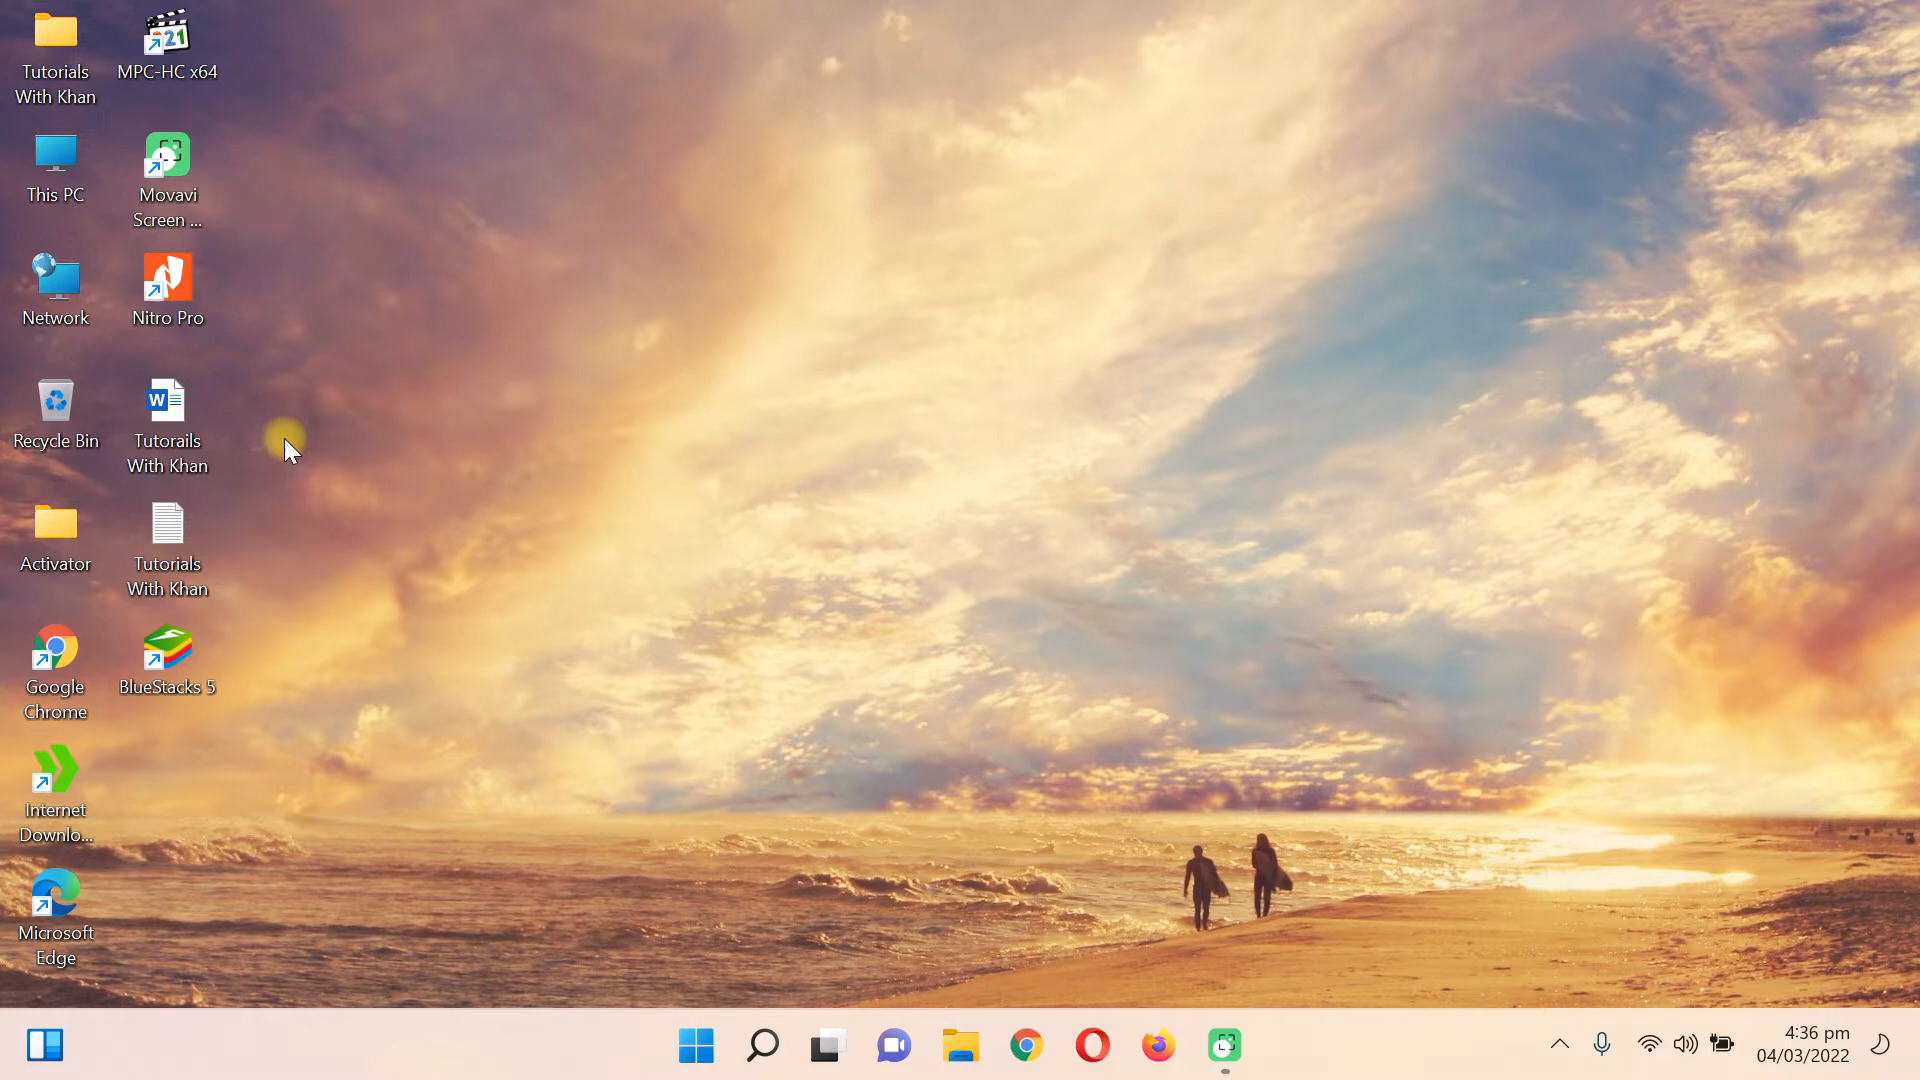 Tutorials
With Khan
MPC-HC x64
21
This PC
Movavi
Screen ...
Network
Nitro Pro
Recycle Bin
W
Tutorails
With Khan
Activator
Tutorials
With Khan
Google
Chrome
BlueStacks 5
Internet
Downlo...
Microsoft
Edge
4:36 pm
04/03/2022